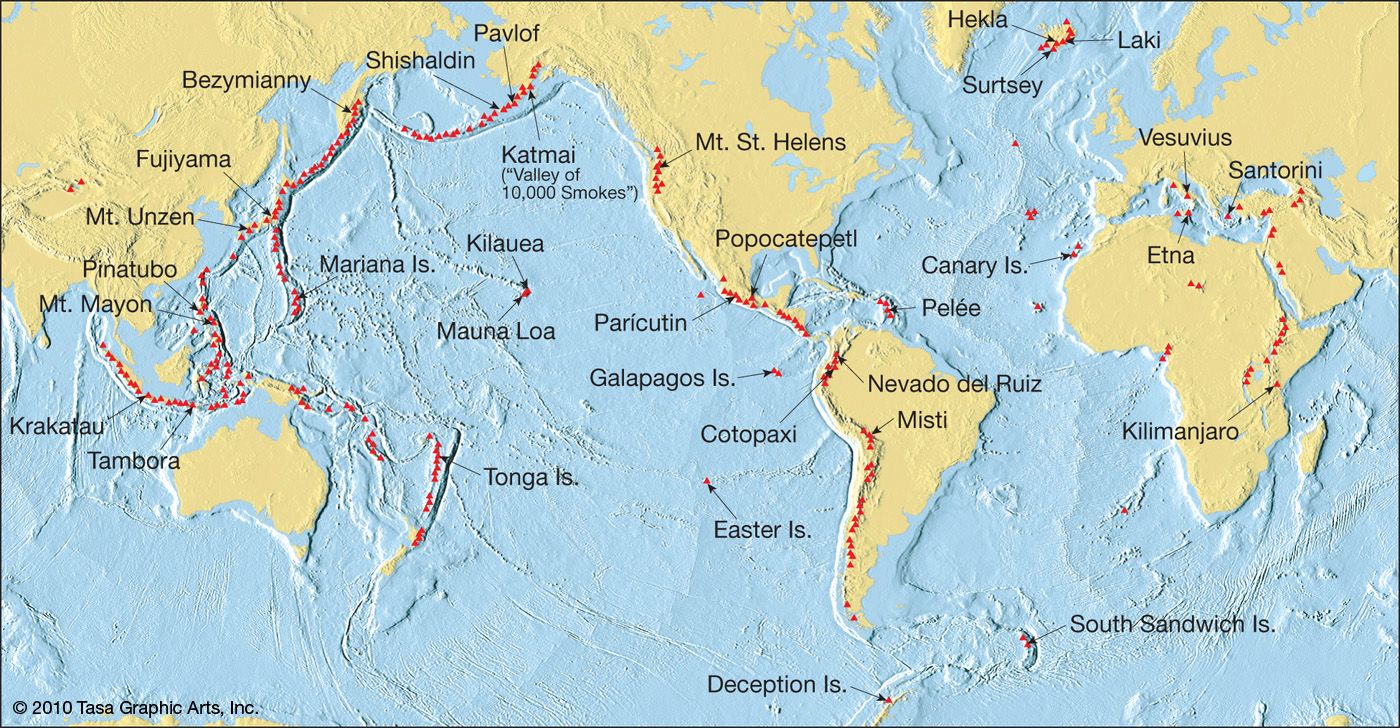 Hekla
Laki
Surtsey
Pavlof
Shishaldin
Bezymianny
Katmai
("Valley of
10,000 Smokes")
Mt. St. Helens
Vesuvius
Santorini
Fujiyama
Mt. Unzen
Etna
Kilauea
Popocatepetl
Canary Is.
Pinatubo
Mariana Is.
Mt. Mayon
Mauna Loa
Parícutin
Pelée
Galapagos Is.
Nevado del Ruiz
Krakatau
Cotopaxi
Misti
Kilimanjaro
Tambora
Tonga Is.
Easter Is.
South Sandwich Is.
Deception Is.
© 2010 Tasa Graphic Arts, Inc.